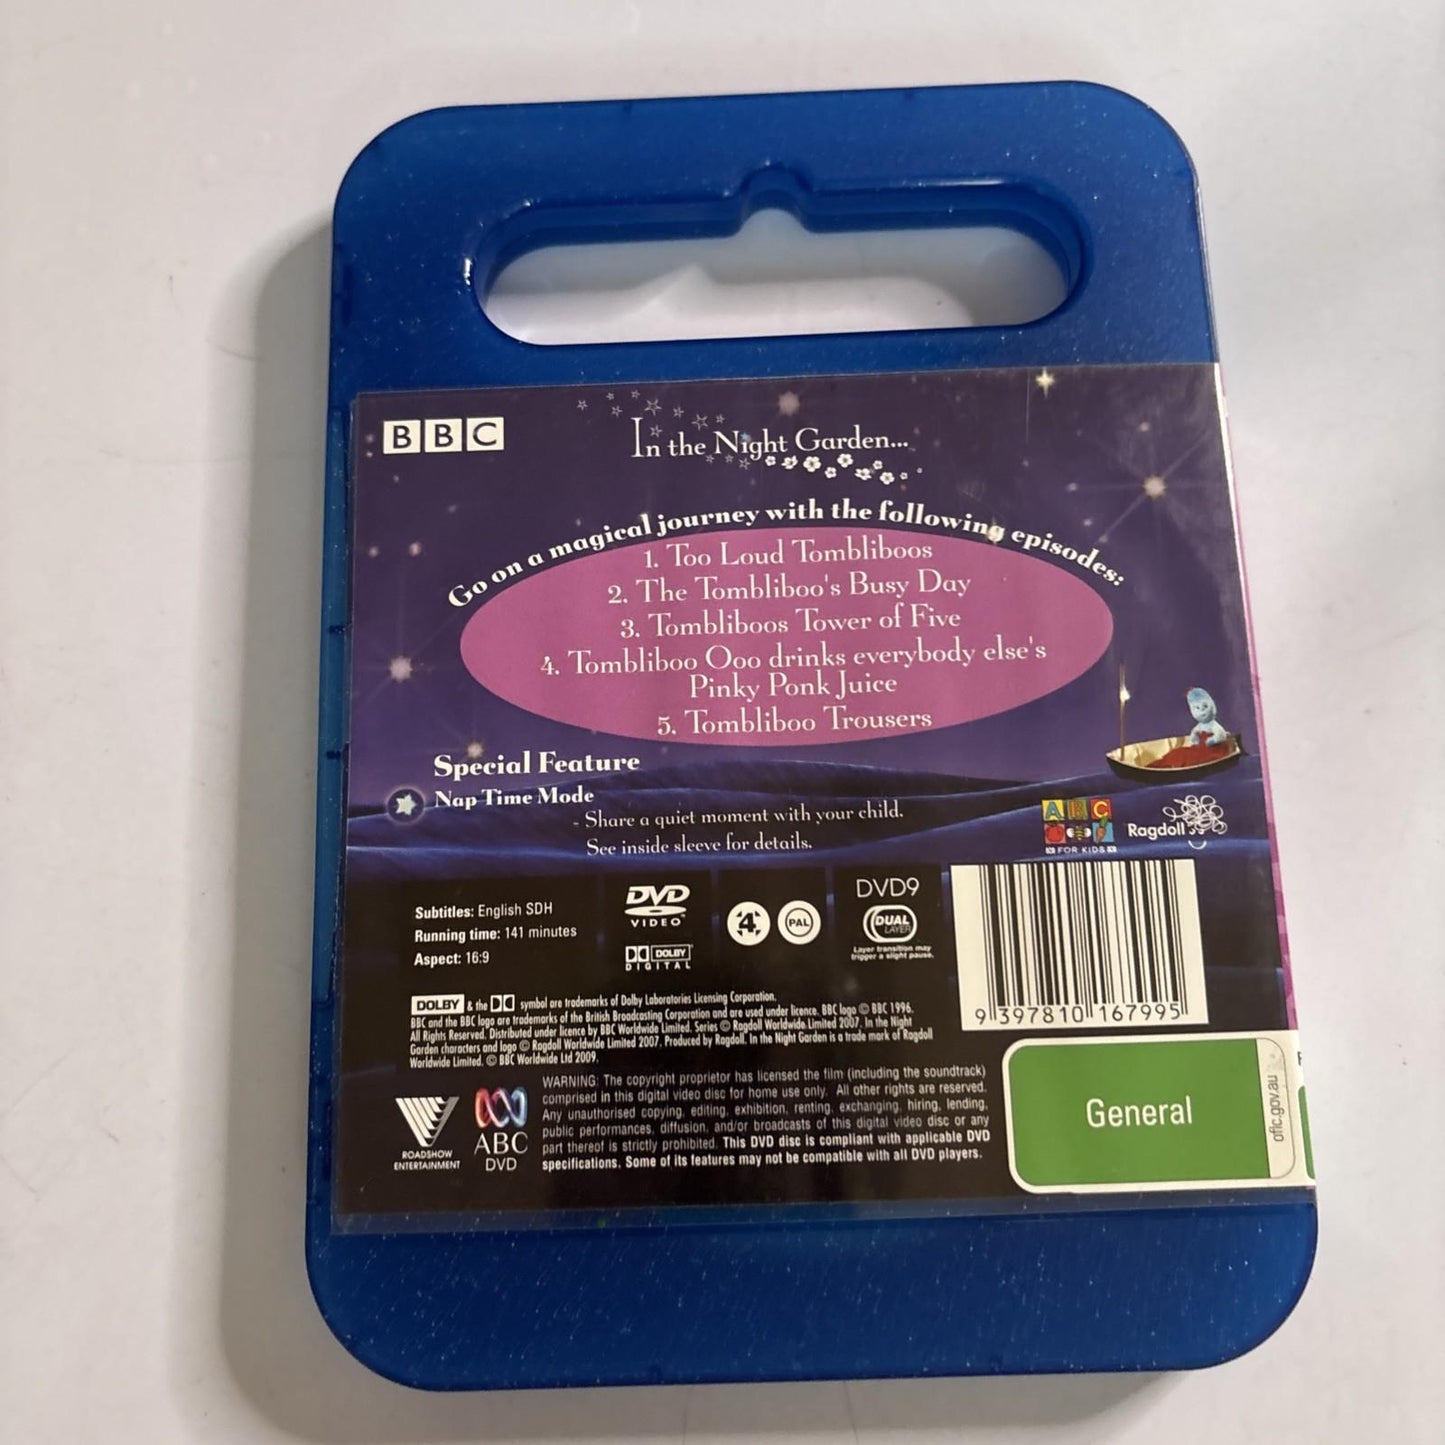 BBC
In the Night Garden...
Go on a magical journey with the following episodes:
1. Too Loud Tombliboos
2. The Tombliboo's Busy Day
3. Tombliboos Tower of Five
4. Tombliboo Ooo drinks everybody else's
Pinky Ponk Juice
5. Tombliboo Trousers
Special Feature
Nap Time Mode
- Share a quiet moment with your child.
See inside sleeve for details.
ABC
FOR KIDS
Ragdoll
Subtitles: English SDH
Running time: 141 minutes
Aspect: 16:9
DVD
VIDEO
DOLBY
DIGITAL
4
PAL
DVD9
DUAL
LAYER
Layer transition may
trigger a slight pause.
9 397810 167995
DOLBY & the symbol are trademarks of Dolby Laboratories Licensing Corporation.
BBC and the BBC logo are trademarks of the British Broadcasting Corporation and are used under licence. BBC logo © BBC 1996.
All Rights Reserved. Distributed under licence by BBC Worldwide Limited. Series © Ragdoll Worldwide Limited 2007. In the Night
Garden characters and logo © Ragdoll Worldwide Limited 2007. Produced by Ragdoll. In the Night Garden is a trade mark of Ragdoll
Worldwide Limited. © BBC Worldwide Ltd 2009.
ROADSHOW
ENTERTAINMENT
ABC
DVD
WARNING: The copyright proprietor has licensed the film (including the soundtrack)
comprised in this digital video disc for home use only. All other rights are reserved.
Any unauthorised copying, editing, exhibition, renting, exchanging, hiring, lending,
public performances, diffusion, and/or broadcasts of this digital video disc or any
part thereof is strictly prohibited. This DVD disc is compliant with applicable DVD
specifications. Some of its features may not be compatible with all DVD players.
General
oflc.gov.au